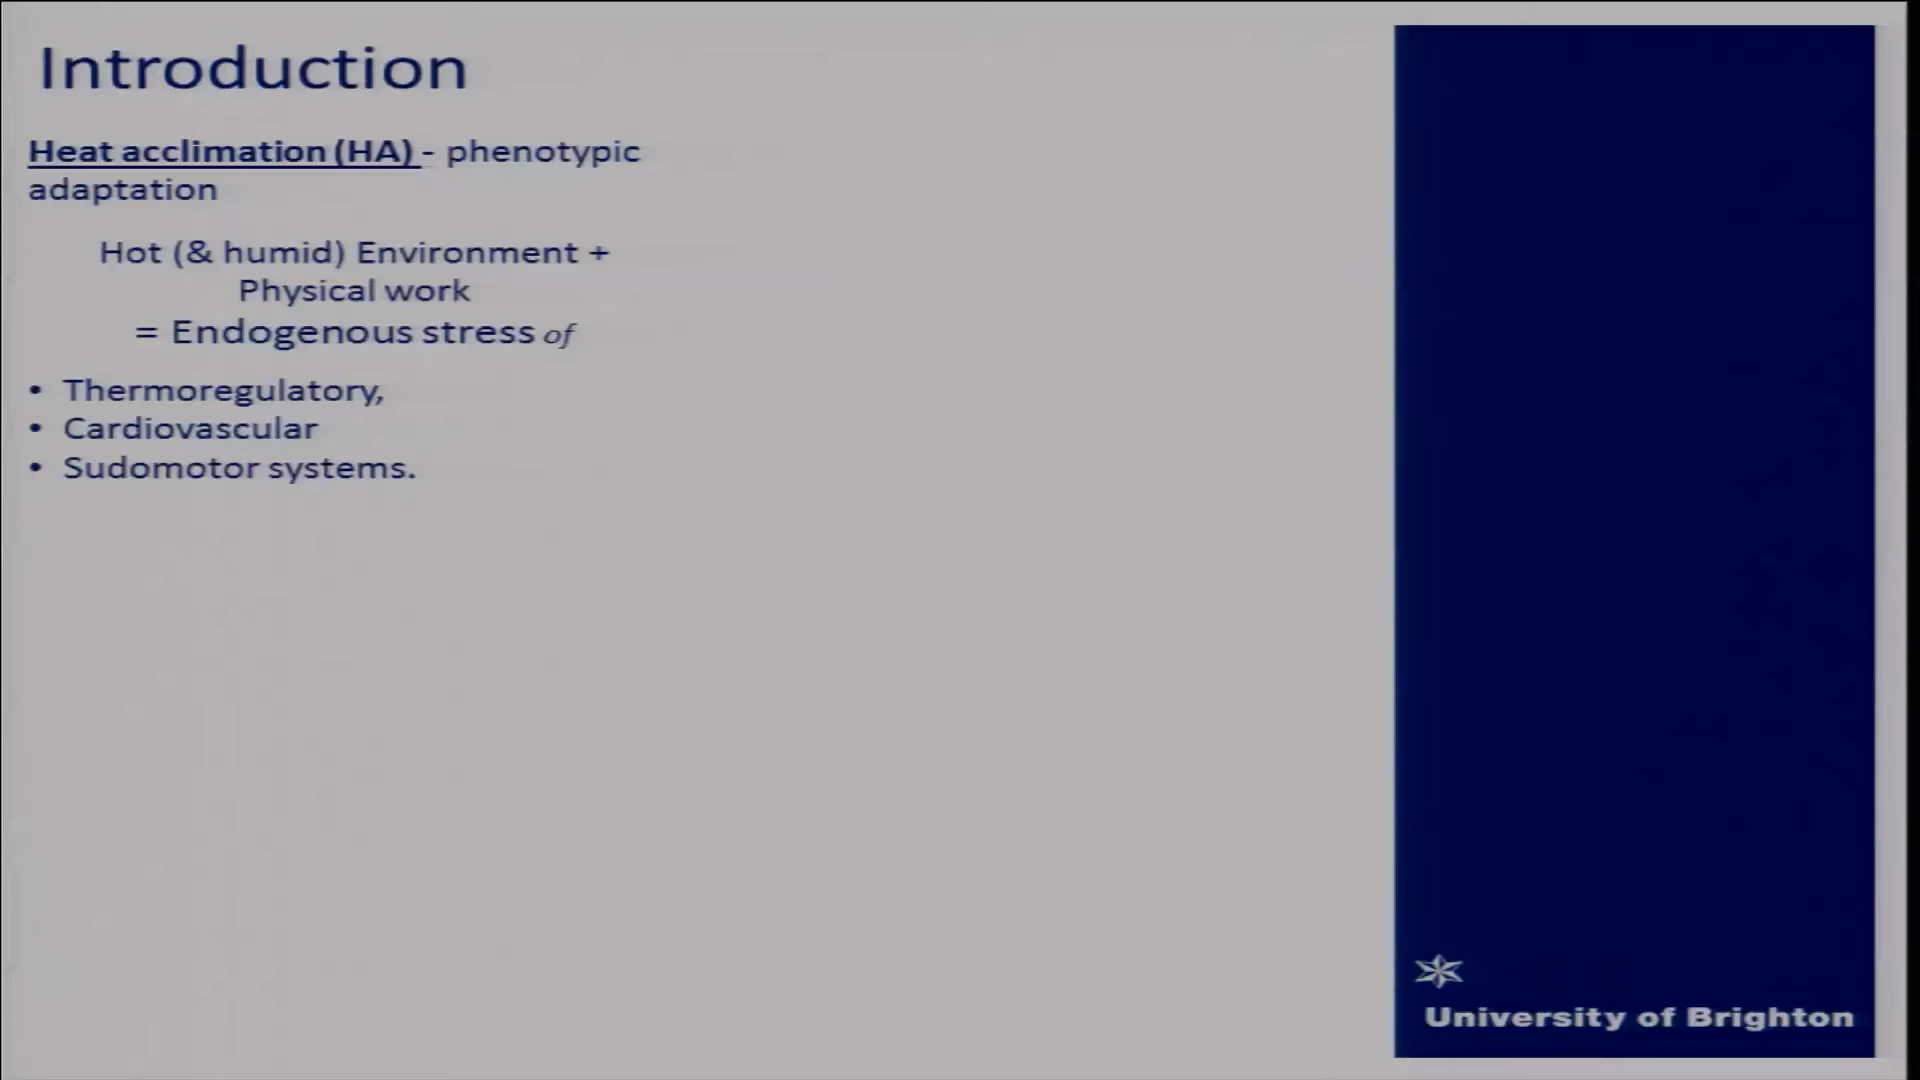 Introduction
Heat acclimation (HA) - phenotypic
adaptation
Hot (& humid) Environment +
Physical work
= Endogenous stress of
• Thermoregulatory,
• Cardiovascular
• Sudomotor systems.
University of Brighton